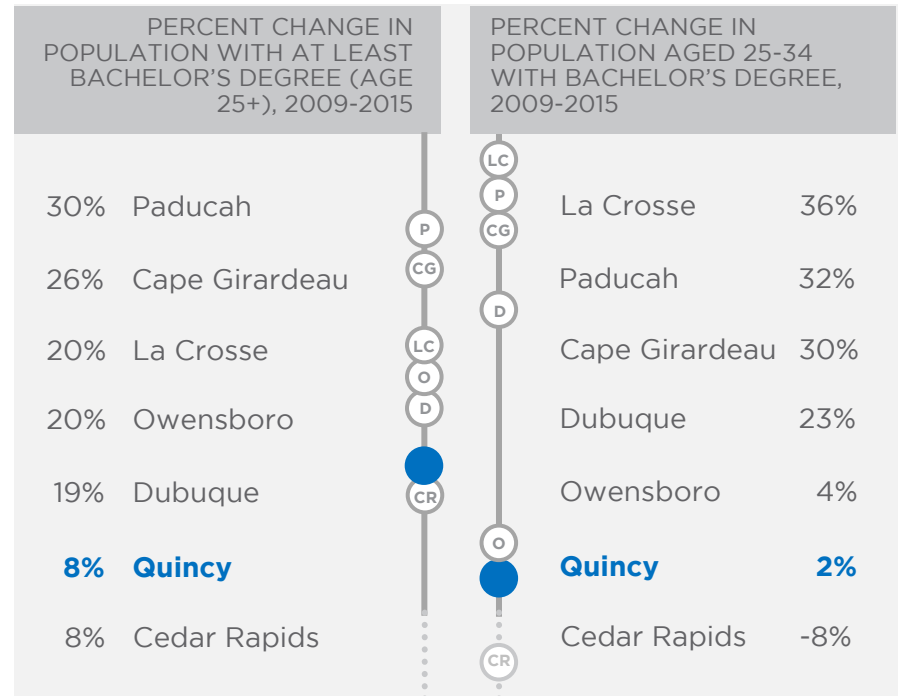 PERCENT CHANGE IN
POPULATION WITH AT LEAST
BACHELOR'S DEGREE (AGE
25+), 2009-2015
30% Paducah
26% Cape Girardeau
20% La Crosse
20% Owensboro
19% Dubuque
8% Quincy
8% Cedar Rapids
P
CG
LC
O
D
CR
PERCENT CHANGE IN
POPULATION AGED 25-34
WITH BACHELOR'S DEGREE,
2009-2015
LC
P
CG
D
O
CR
La Crosse 36%
Paducah 32%
Cape Girardeau 30%
Dubuque 23%
Owensboro 4%
Quincy 2%
Cedar Rapids -8%